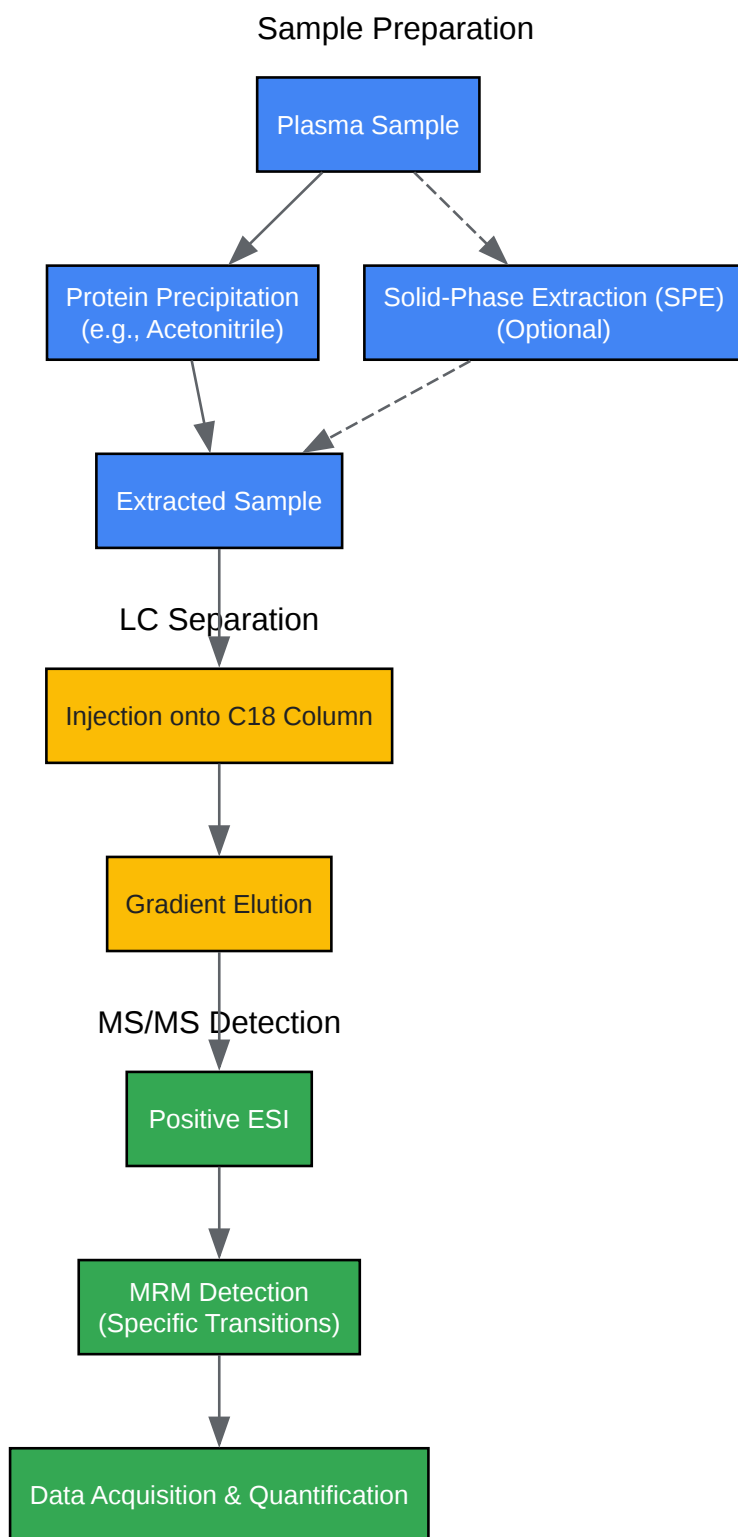 Sample Preparation
Plasma Sample
Protein Precipitation
(e.g., Acetonitrile)
Solid-Phase Extraction (SPE)
(Optional)
Extracted Sample
LC Separation
Injection onto C18 Column
Gradient Elution
MS/MS Detection
Positive ESI
MRM Detection
(Specific Transitions)
Data Acquisition & Quantification